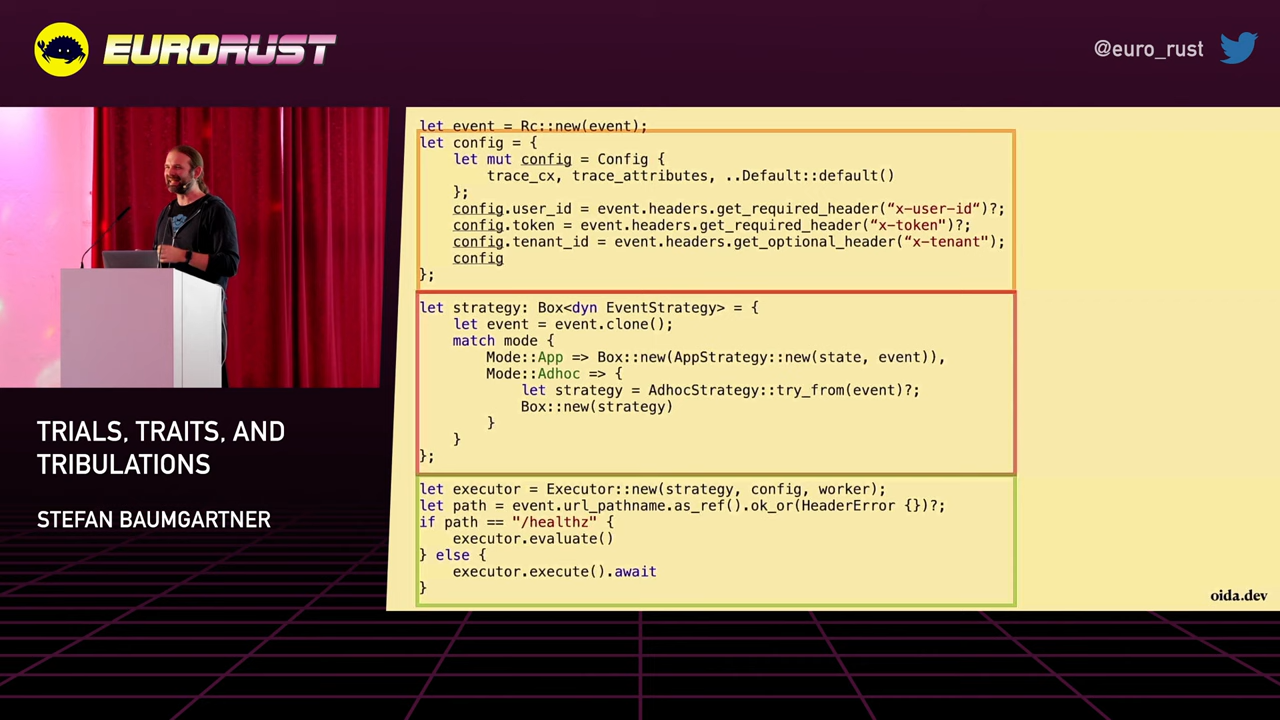 EURORUST
@euro_rust
let event = Rc::new(event);
let config = {
let mut config = Config {
trace_cx, trace_attributes, ..Default::default()
};
config.user_id = event.headers.get_required_header(“x-user-id“)?;
config.token = event.headers.get_required_header(“x-token")?;
config.tenant_id = event.headers.get_optional_header(“x-tenant");
config
};
let strategy: Box<dyn EventStrategy> = {
let event = event.clone();
match mode {
Mode::App => Box::new(AppStrategy::new(state, event)),
Mode::Adhoc => {
let strategy = AdhocStrategy::try_from(event)?;
Box::new(strategy)
}
}
};
let executor = Executor::new(strategy, config, worker);
let path = event.url_pathname.as_ref().ok_or(HeaderError {})?;
if path == "/healthz" {
executor.evaluate()
} else {
executor.execute().await
}
oida.dev
TRIALS, TRAITS, AND
TRIBULATIONS
STEFAN BAUMGARTNER